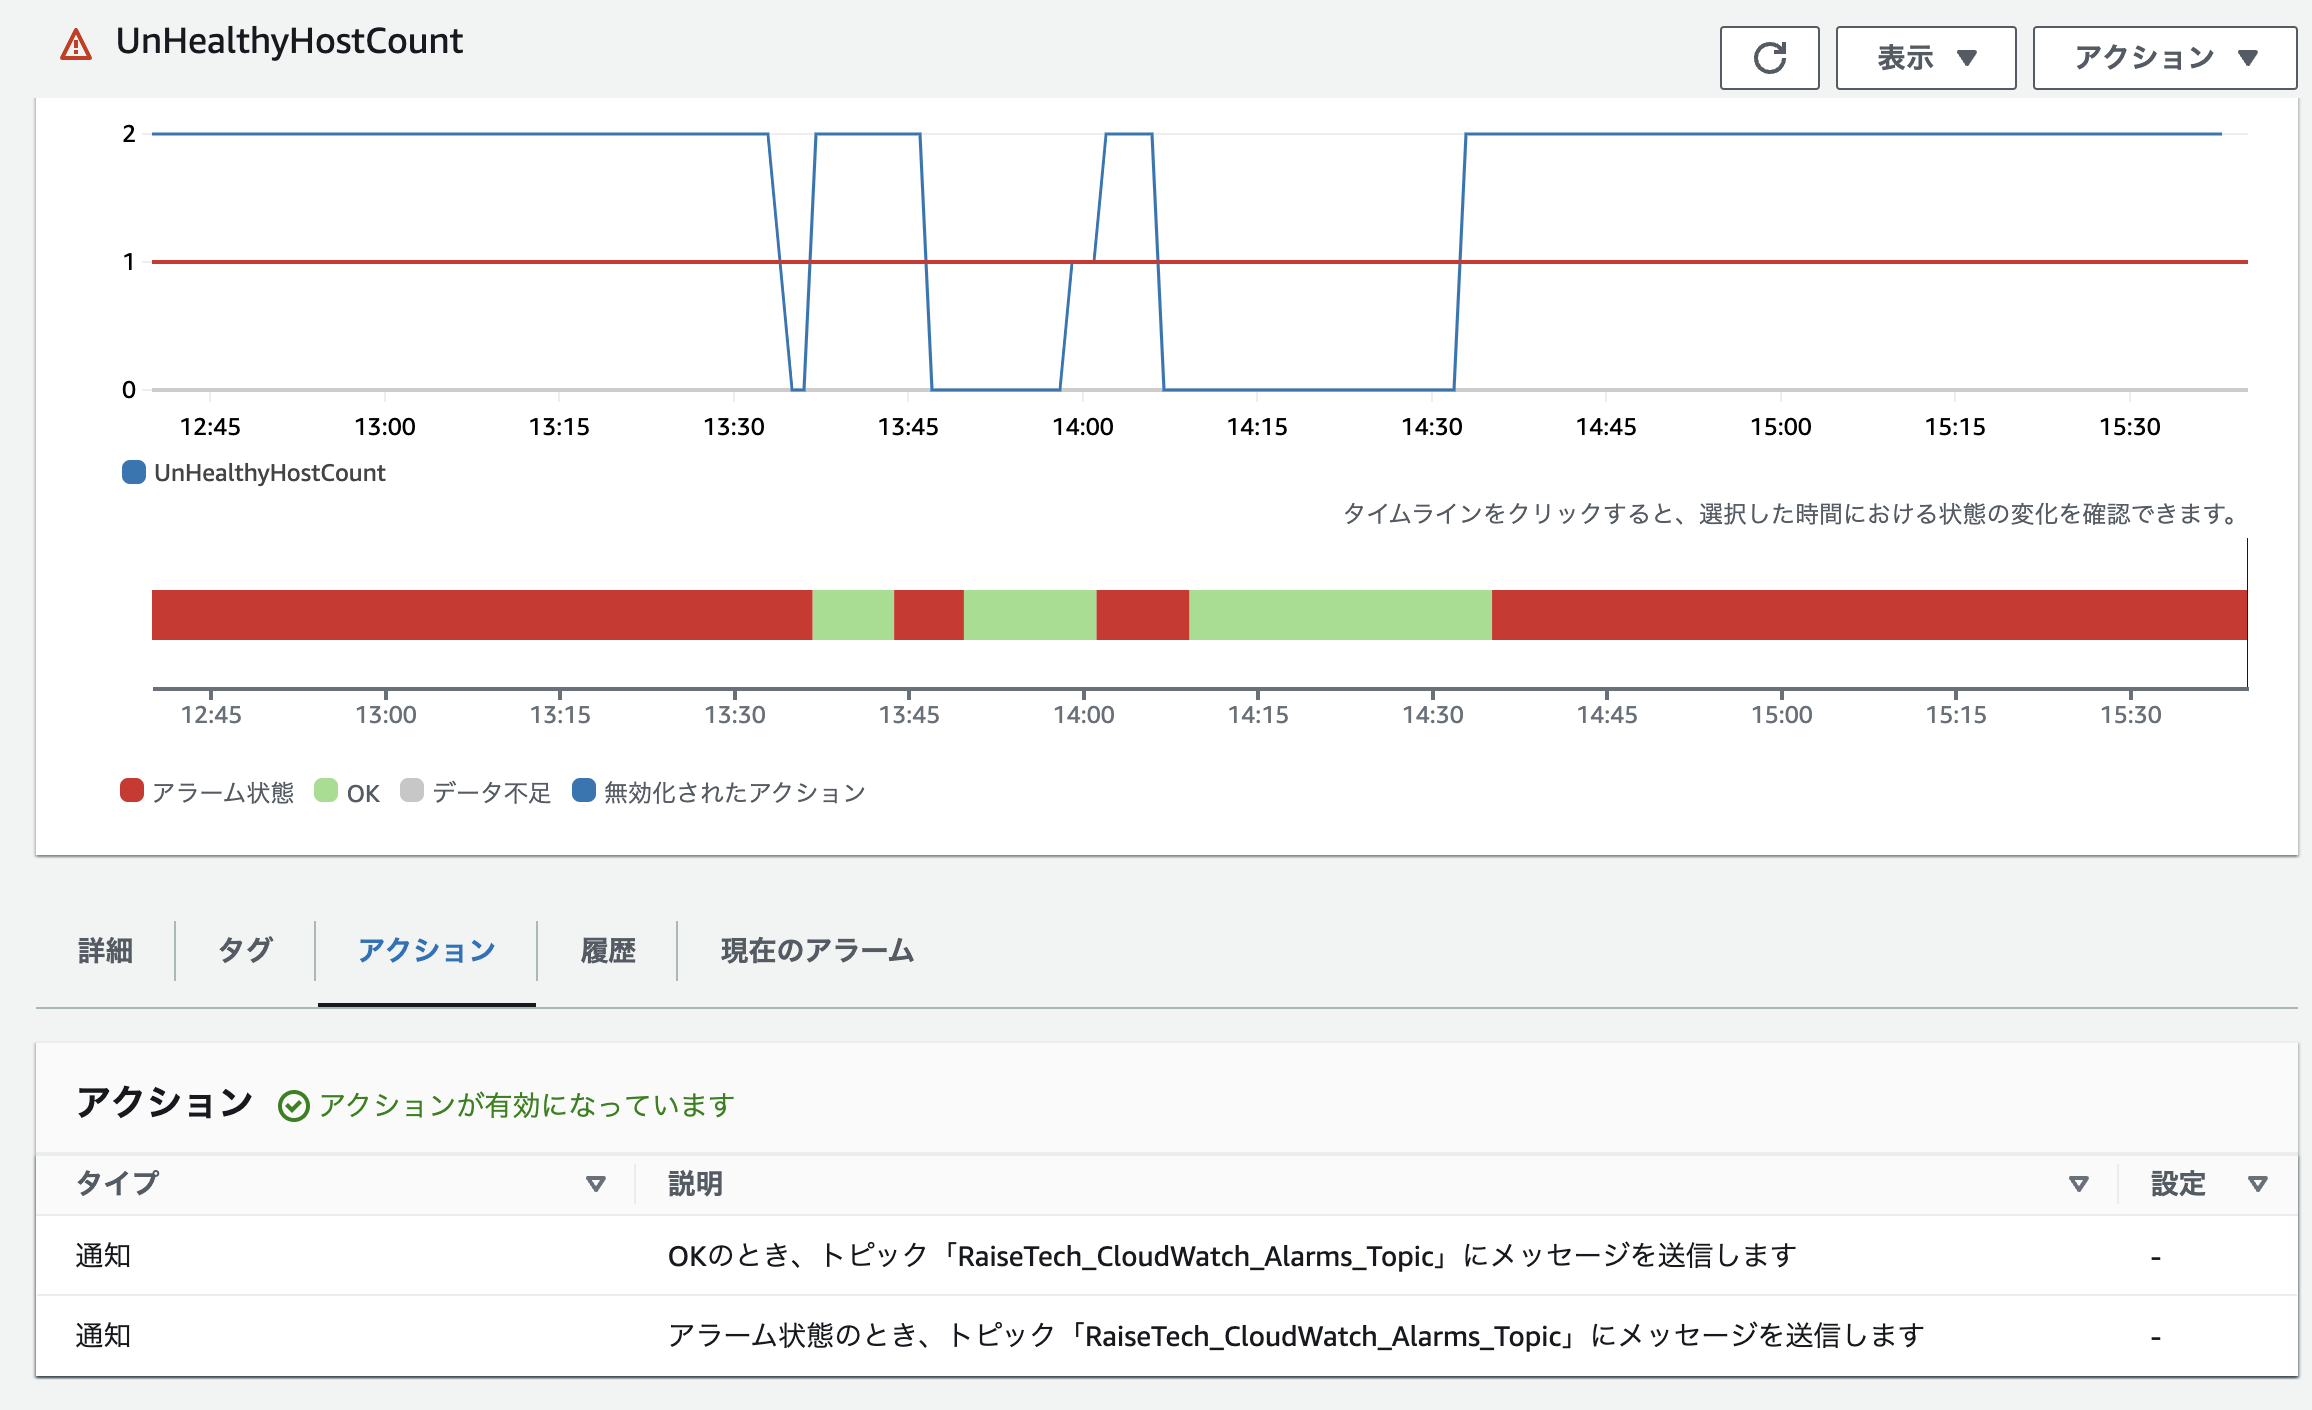 UnHealthyHostCount
表示 ▼
アクション ▼
2
1
0
12:45 13:00 13:15 13:30 13:45 14:00 14:15 14:30 14:45 15:00 15:15 15:30
UnHealthyHostCount
タイムラインをクリックすると、選択した時間における状態の変化を確認できます。
12:45 13:00 13:15 13:30 13:45 14:00 14:15 14:30 14:45 15:00 15:15 15:30
アラーム状態 OK データ不足 無効化されたアクション
詳細 タグ アクション 履歴 現在のアラーム
アクション アクションが有効になっています
タイプ 説明 設定
通知 OKのとき、トピック「RaiseTech_CloudWatch_Alarms_Topic」にメッセージを送信します -
通知 アラーム状態のとき、トピック「RaiseTech_CloudWatch_Alarms_Topic」にメッセージを送信します -